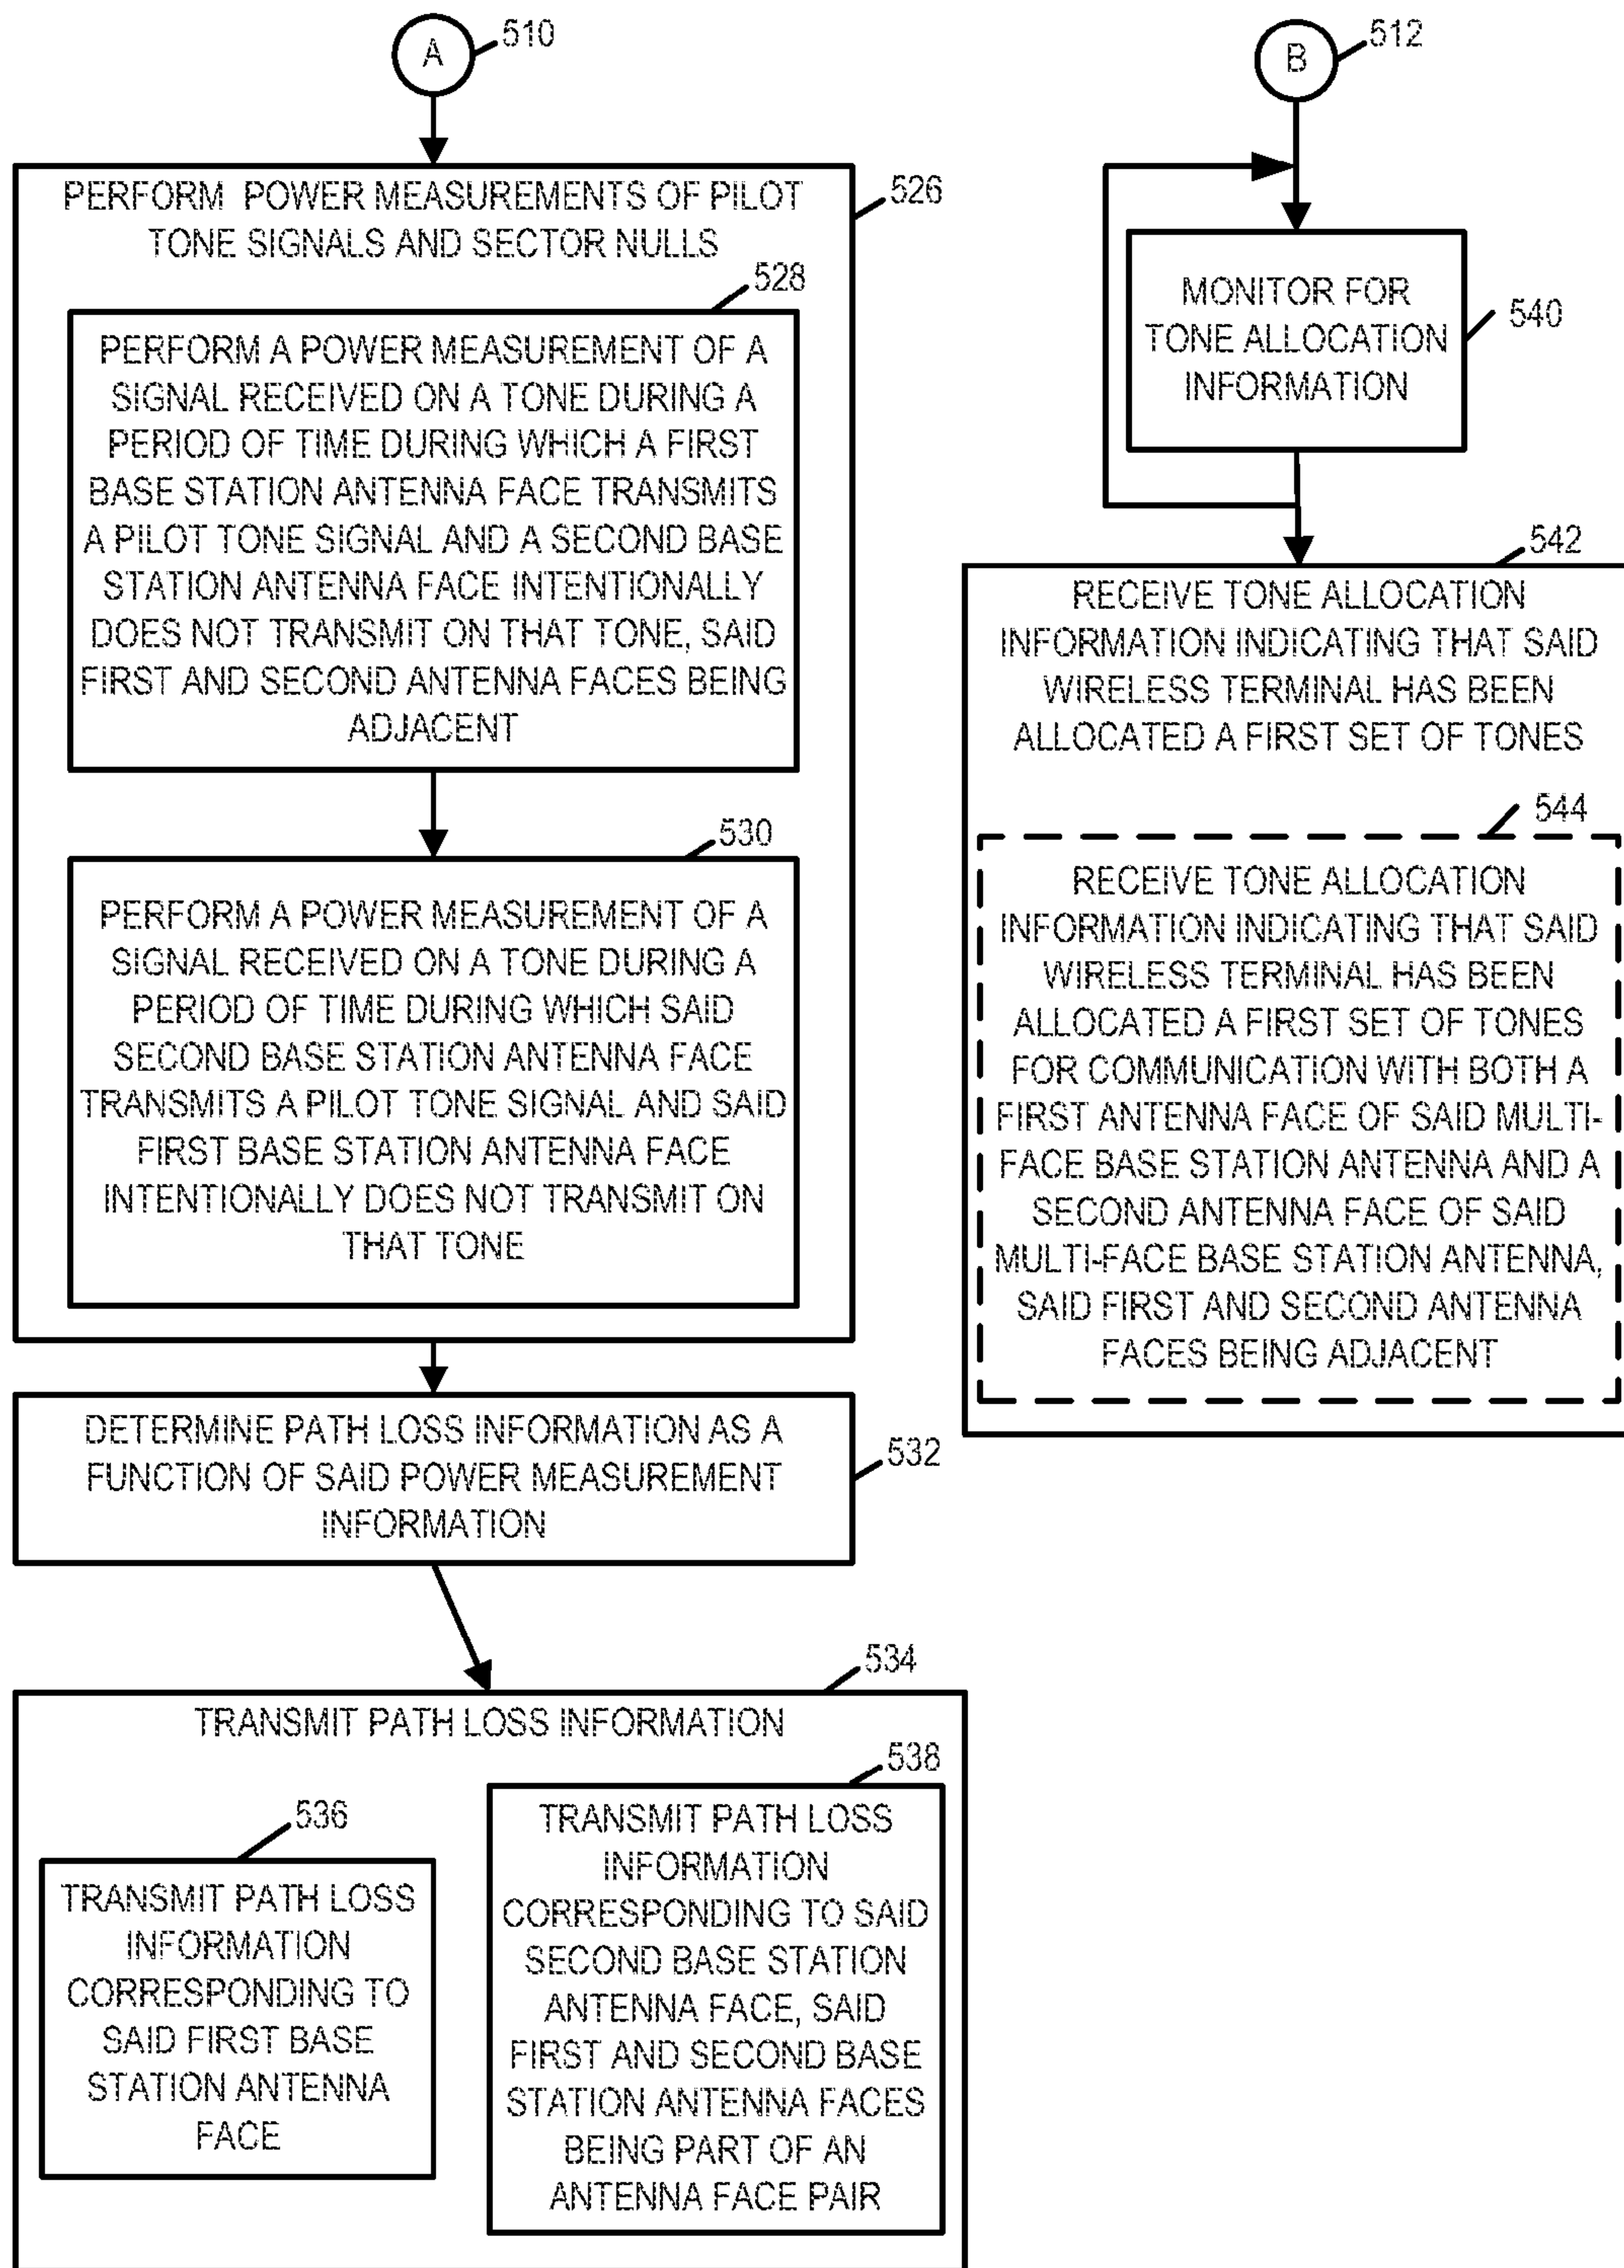 A
510
PERFORM POWER MEASUREMENTS OF PILOT
TONE SIGNALS AND SECTOR NULLS
526
528
PERFORM A POWER MEASUREMENT OF A
SIGNAL RECEIVED ON A TONE DURING A
PERIOD OF TIME DURING WHICH A FIRST
BASE STATION ANTENNA FACE TRANSMITS
A PILOT TONE SIGNAL AND A SECOND BASE
STATION ANTENNA FACE INTENTIONALLY
DOES NOT TRANSMIT ON THAT TONE, SAID
FIRST AND SECOND ANTENNA FACES BEING
ADJACENT
530
PERFORM A POWER MEASUREMENT OF A
SIGNAL RECEIVED ON A TONE DURING A
PERIOD OF TIME DURING WHICH SAID
SECOND BASE STATION ANTENNA FACE
TRANSMITS A PILOT TONE SIGNAL AND SAID
FIRST BASE STATION ANTENNA FACE
INTENTIONALLY DOES NOT TRANSMIT ON
THAT TONE
DETERMINE PATH LOSS INFORMATION AS A
FUNCTION OF SAID POWER MEASUREMENT
INFORMATION
532
534
TRANSMIT PATH LOSS INFORMATION
536
TRANSMIT PATH LOSS
INFORMATION
CORRESPONDING TO
SAID FIRST BASE
STATION ANTENNA
FACE
538
TRANSMIT PATH LOSS
INFORMATION
CORRESPONDING TO SAID
SECOND BASE STATION
ANTENNA FACE, SAID
FIRST AND SECOND BASE
STATION ANTENNA FACES
BEING PART OF AN
ANTENNA FACE PAIR
B
512
MONITOR FOR
TONE ALLOCATION
INFORMATION
540
542
RECEIVE TONE ALLOCATION
INFORMATION INDICATING THAT SAID
WIRELESS TERMINAL HAS BEEN
ALLOCATED A FIRST SET OF TONES
544
RECEIVE TONE ALLOCATION
INFORMATION INDICATING THAT SAID
WIRELESS TERMINAL HAS BEEN
ALLOCATED A FIRST SET OF TONES
FOR COMMUNICATION WITH BOTH A
FIRST ANTENNA FACE OF SAID MULTI-
FACE BASE STATION ANTENNA AND A
SECOND ANTENNA FACE OF SAID
MULTI-FACE BASE STATION ANTENNA,
SAID FIRST AND SECOND ANTENNA
FACES BEING ADJACENT